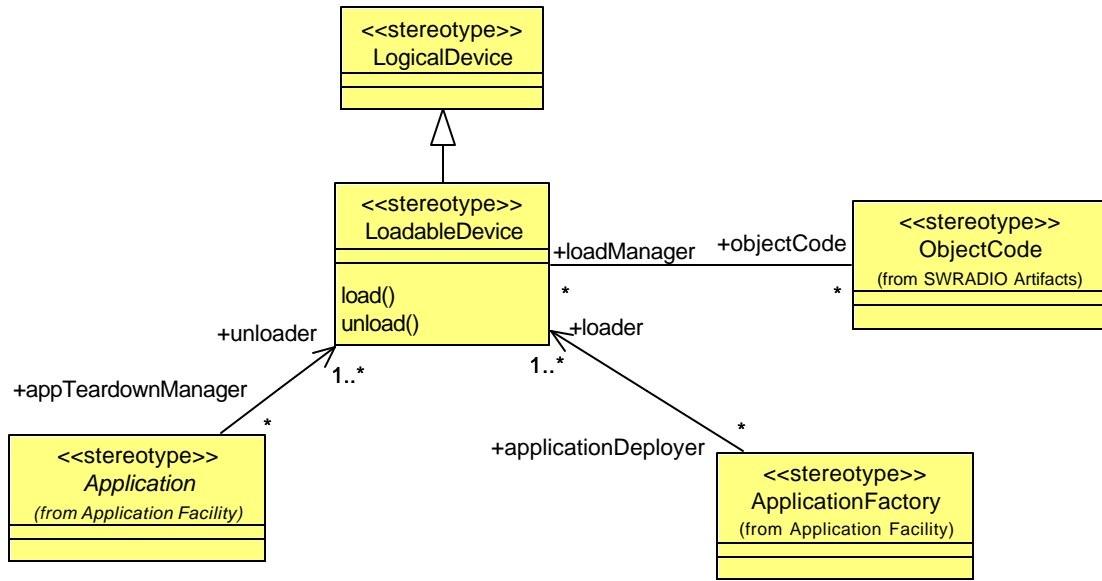 <<stereotype>>
LogicalDevice
<<stereotype>>
LoadableDevice
load()
unload()
+loadManager
*
+objectCode
*
<<stereotype>>
ObjectCode
(from SWRADIO Artifacts)
+unloader
1..*
+loader
1..*
+appTeardownManager
*
+applicationDeployer
*
<<stereotype>>
Application
(from Application Facility)
<<stereotype>>
ApplicationFactory
(from Application Facility)